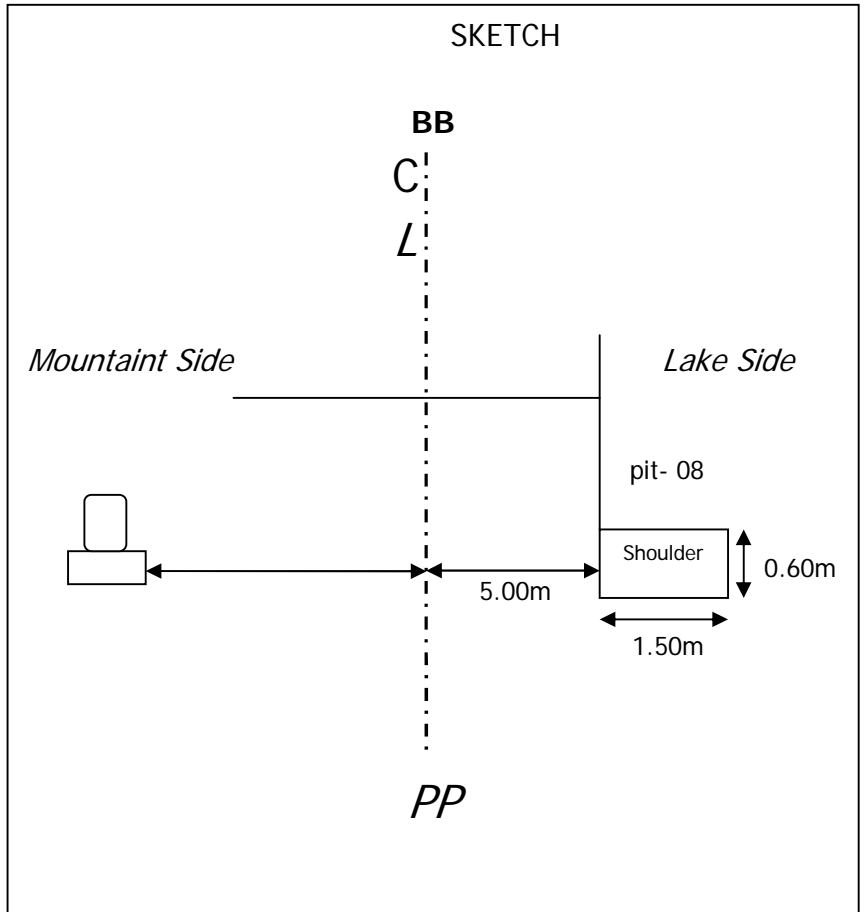 SKETCH
BB
C
L
Mountaint Side
Lake Side
pit- 08
Shoulder
0.60m
5.00m
1.50m
PP